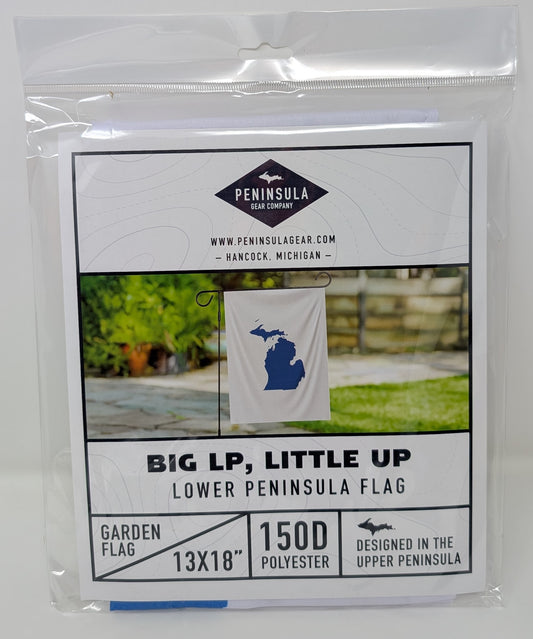 PENINSULA
GEAR COMPANY
WWW.PENINSULAGEAR.COM
– HANCOCK, MICHIGAN –
BIG LP, LITTLE UP
LOWER PENINSULA FLAG
GARDEN
FLAG
13X18”
150D
POLYESTER
DESIGNED IN THE
UPPER PENINSULA